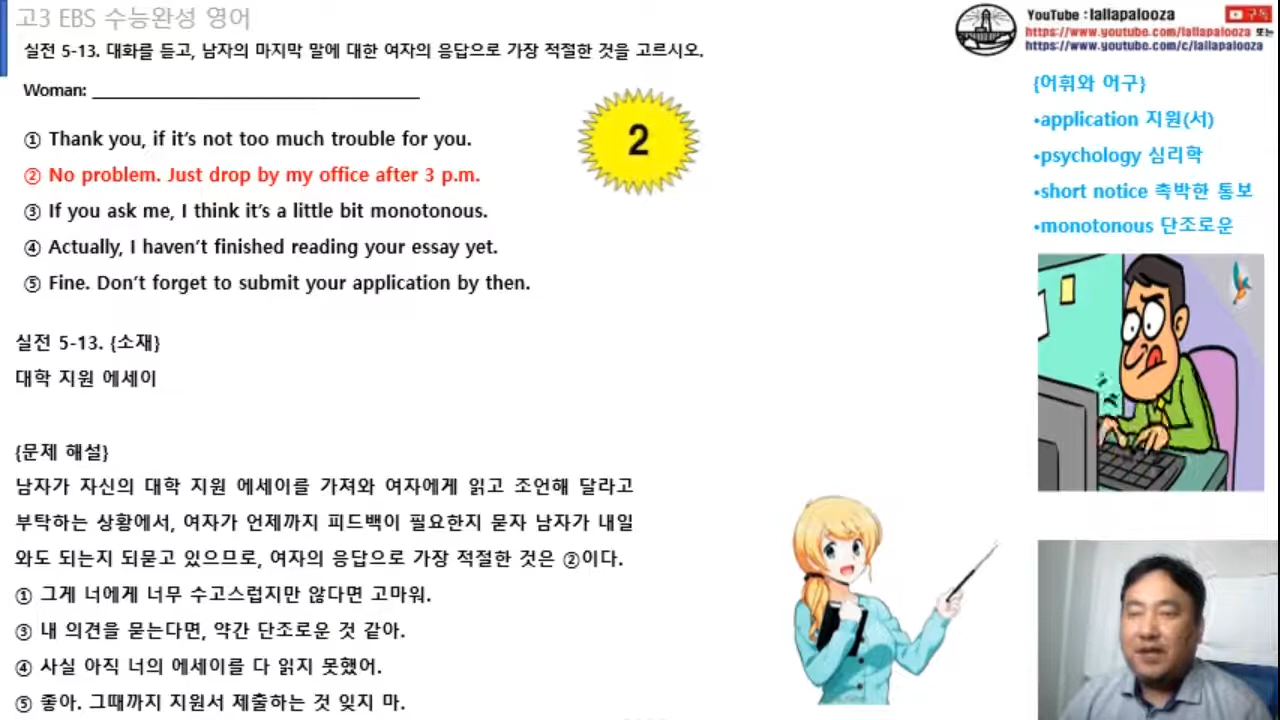 고3 EBS 수능완성 영어
실전 5-13. 대화를 듣고, 남자의 마지막 말에 대한 여자의 응답으로 가장 적절한 것을 고르시오.
Woman: ___________________________________
① Thank you, if it's not too much trouble for you.
② No problem. Just drop by my office after 3 p.m.
③ If you ask me, I think it's a little bit monotonous.
④ Actually, I haven't finished reading your essay yet.
⑤ Fine. Don't forget to submit your application by then.
2
실전 5-13. {소재}
대학 지원 에세이
{문제 해설}
남자가 자신의 대학 지원 에세이를 가져와 여자에게 읽고 조언해 달라고
부탁하는 상황에서, 여자가 언제까지 피드백이 필요한지 묻자 남자가 내일
와도 되는지 되묻고 있으므로, 여자의 응답으로 가장 적절한 것은 ②이다.
① 그게 너에게 너무 수고스럽지만 않다면 고마워.
③ 내 의견을 묻는다면, 약간 단조로운 것 같아.
④ 사실 아직 너의 에세이를 다 읽지 못했어.
⑤ 좋아. 그때까지 지원서 제출하는 것 잊지 마.
YouTube : lallapalooza
구독
https://www.youtube.com/lallapalooza 또는
https://www.youtube.com/c/lallapalooza
{어휘와 어구}
•application 지원(서)
•psychology 심리학
•short notice 촉박한 통보
•monotonous 단조로운